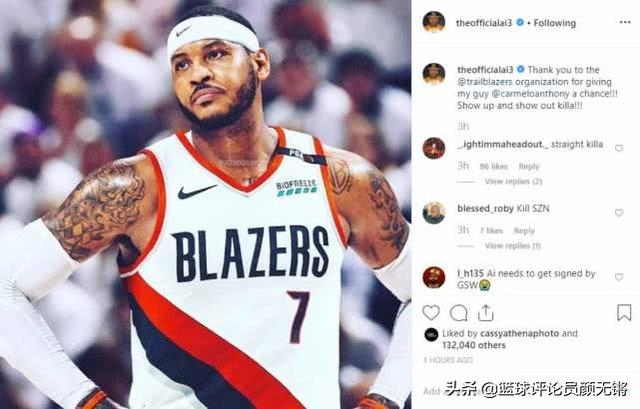 theofficialai3 • Following
theofficialai3 Thank you to the
@trailblazers organization for giving
my guy @carmeloanthony a chance!!!
Show up and show out killa!!!
3h
_.ightimmaheadout._ straight killa
3h 86 likes Reply
View replies (2)
blessed_roby Kill SZN
3h 7 likes Reply
View replies (1)
l_h135 Ai needs to get signed by
GSW😭
Liked by cassyathenaphoto and
132,040 others
3 HOURS AGO
BIOFREEZE
BLAZERS
7
头条 @篮球评论员颜无锵